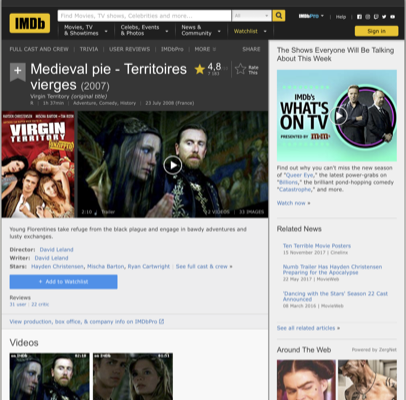 IMDb
Find Movies, TV shows, Celebrities and more...
All
IMDbPro
Help
Movies, TV
& Showtimes
Celebs, Events
& Photos
News &
Community
Watchlist
Sign in
FULL CAST AND CREW | TRIVIA | USER REVIEWS | IMDbPro | MORE
SHARE
Medieval pie - Territoires
vierges (2007)
Virgin Territory (original title)
4,8
Rate
This
R | 1h 37min | Adventure, Comedy, History | 23 July 2008 (France)
HAYDEN CHRISTENSEN
MISCHA BARTON
VIRGIN
TERRITORY
UNRATED
2:10 | Trailer
12 VIDEOS | 33 IMAGES
Young Florentines take refuge from the black plague and engage in bawdy adventures and
lusty exchanges.
Director: David Leland
Writer: David Leland
Stars: Hayden Christensen, Mischa Barton, Ryan Cartwright | See full cast & crew »
+ Add to Watchlist
Reviews
31 user | 22 critic
View production, box office, & company info on IMDbPro
Videos
The Shows Everyone Will Be Talking
About This Week
IMDb's
WHAT'S
ON TV
PRESENTED BY
Find out why you can't miss the new season
of "Queer Eye," the latest power-grabs on
"Billions," the brilliant pond-hopping comedy
"Catastrophe," and more.
Watch now »
Related News
Ten Terrible Movie Posters
15 November 2017 | Cinelinx
Numb Trailer Has Hayden Christensen
Preparing for the Apocalypse
23 May 2017 | MovieWeb
'Dancing with the Stars' Season 22 Cast
Announced
08 March 2016 | MovieWeb
See all related articles »
Around The Web
Powered by ZergNet